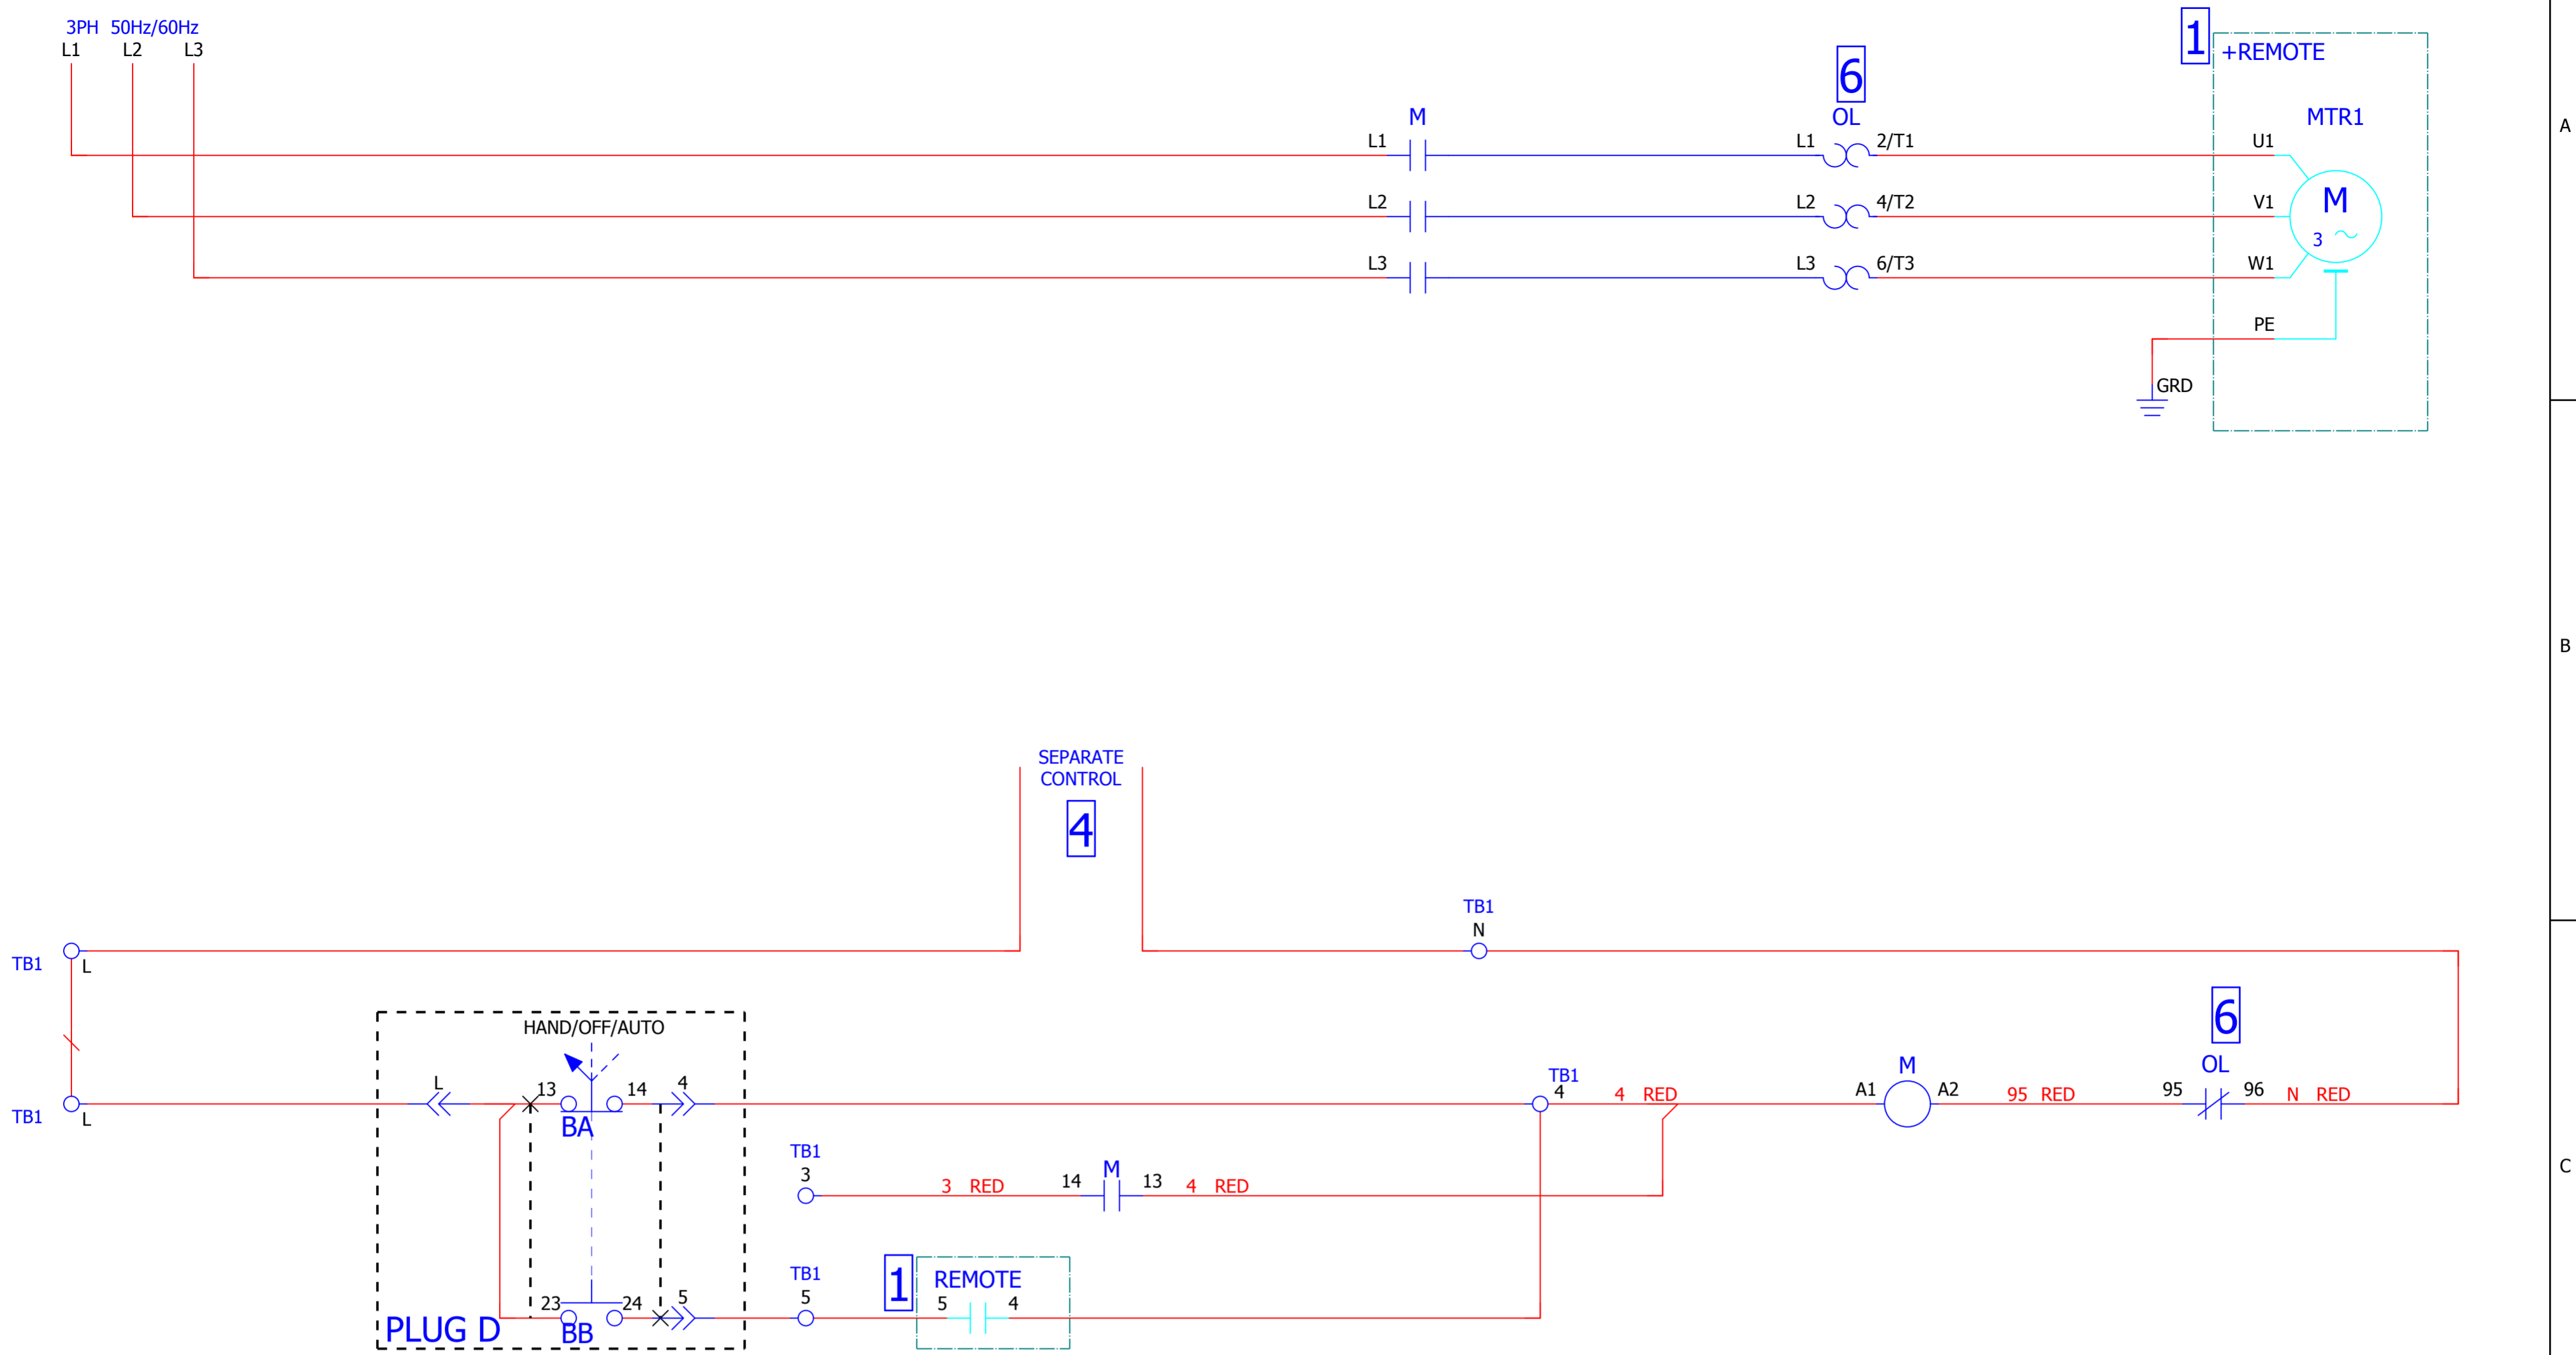 3PH 50Hz/60Hz
L1 L2 L3
1
+REMOTE
6
M
OL
MTR1
L1
L1 2/T1
U1
L2
L2 4/T2
V1
M
3
L3
L3 6/T3
W1
PE
GRD
A
B
SEPARATE
CONTROL
4
TB1
N
TB1
L
HAND/OFF/AUTO
6
M
OL
TB1
L
L
13
14
4
BA
TB1
4
4 RED
A1
A2
95 RED
95
96
N RED
TB1
3
3 RED
14
M
13
4 RED
C
TB1
5
1
REMOTE
5
4
23
24
5
BB
PLUG D